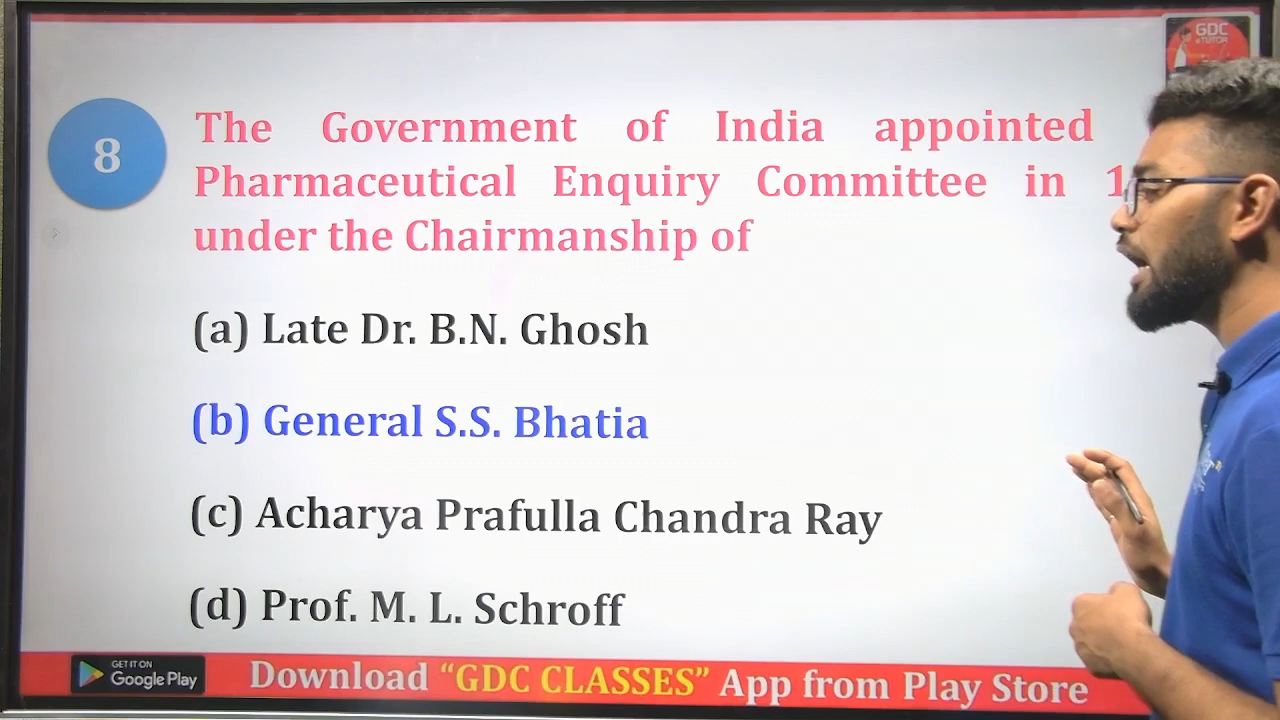 GDC
eTUTOR
8
The Government of India appointed
Pharmaceutical Enquiry Committee in 1
under the Chairmanship of
(a) Late Dr. B.N. Ghosh
(b) General S.S. Bhatia
(c) Acharya Prafulla Chandra Ray
(d) Prof. M. L. Schroff
GET IT ON
Google Play
Download “GDC CLASSES” App from Play Store